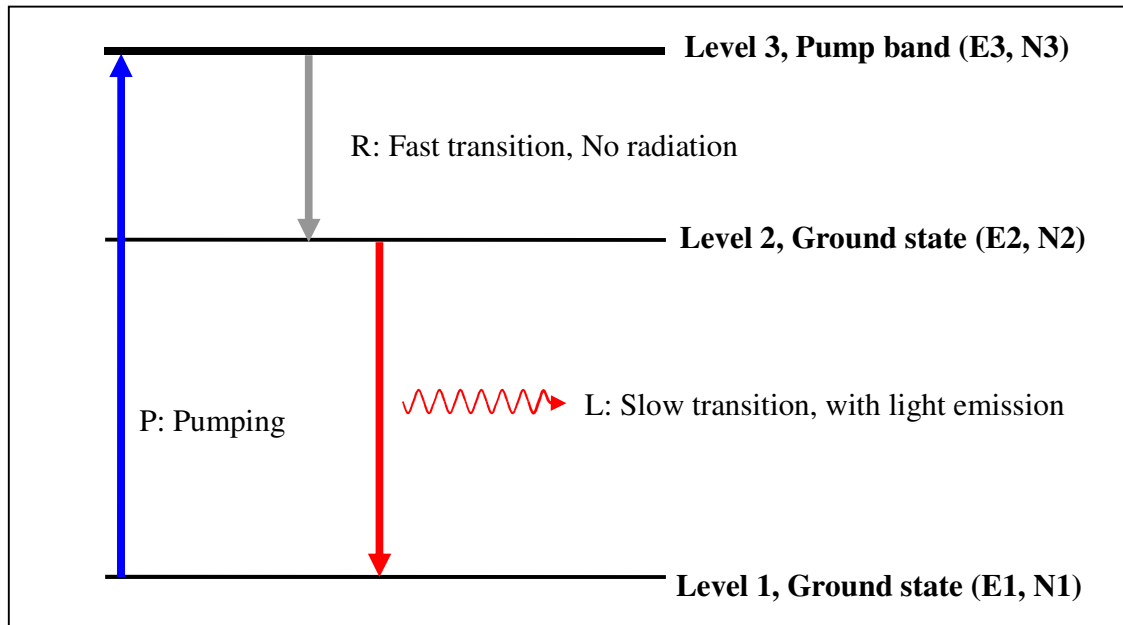 Level 3, Pump band (E3, N3)
R: Fast transition, No radiation
Level 2, Ground state (E2, N2)
L: Slow transition, with light emission
P: Pumping
Level 1, Ground state (E1, N1)